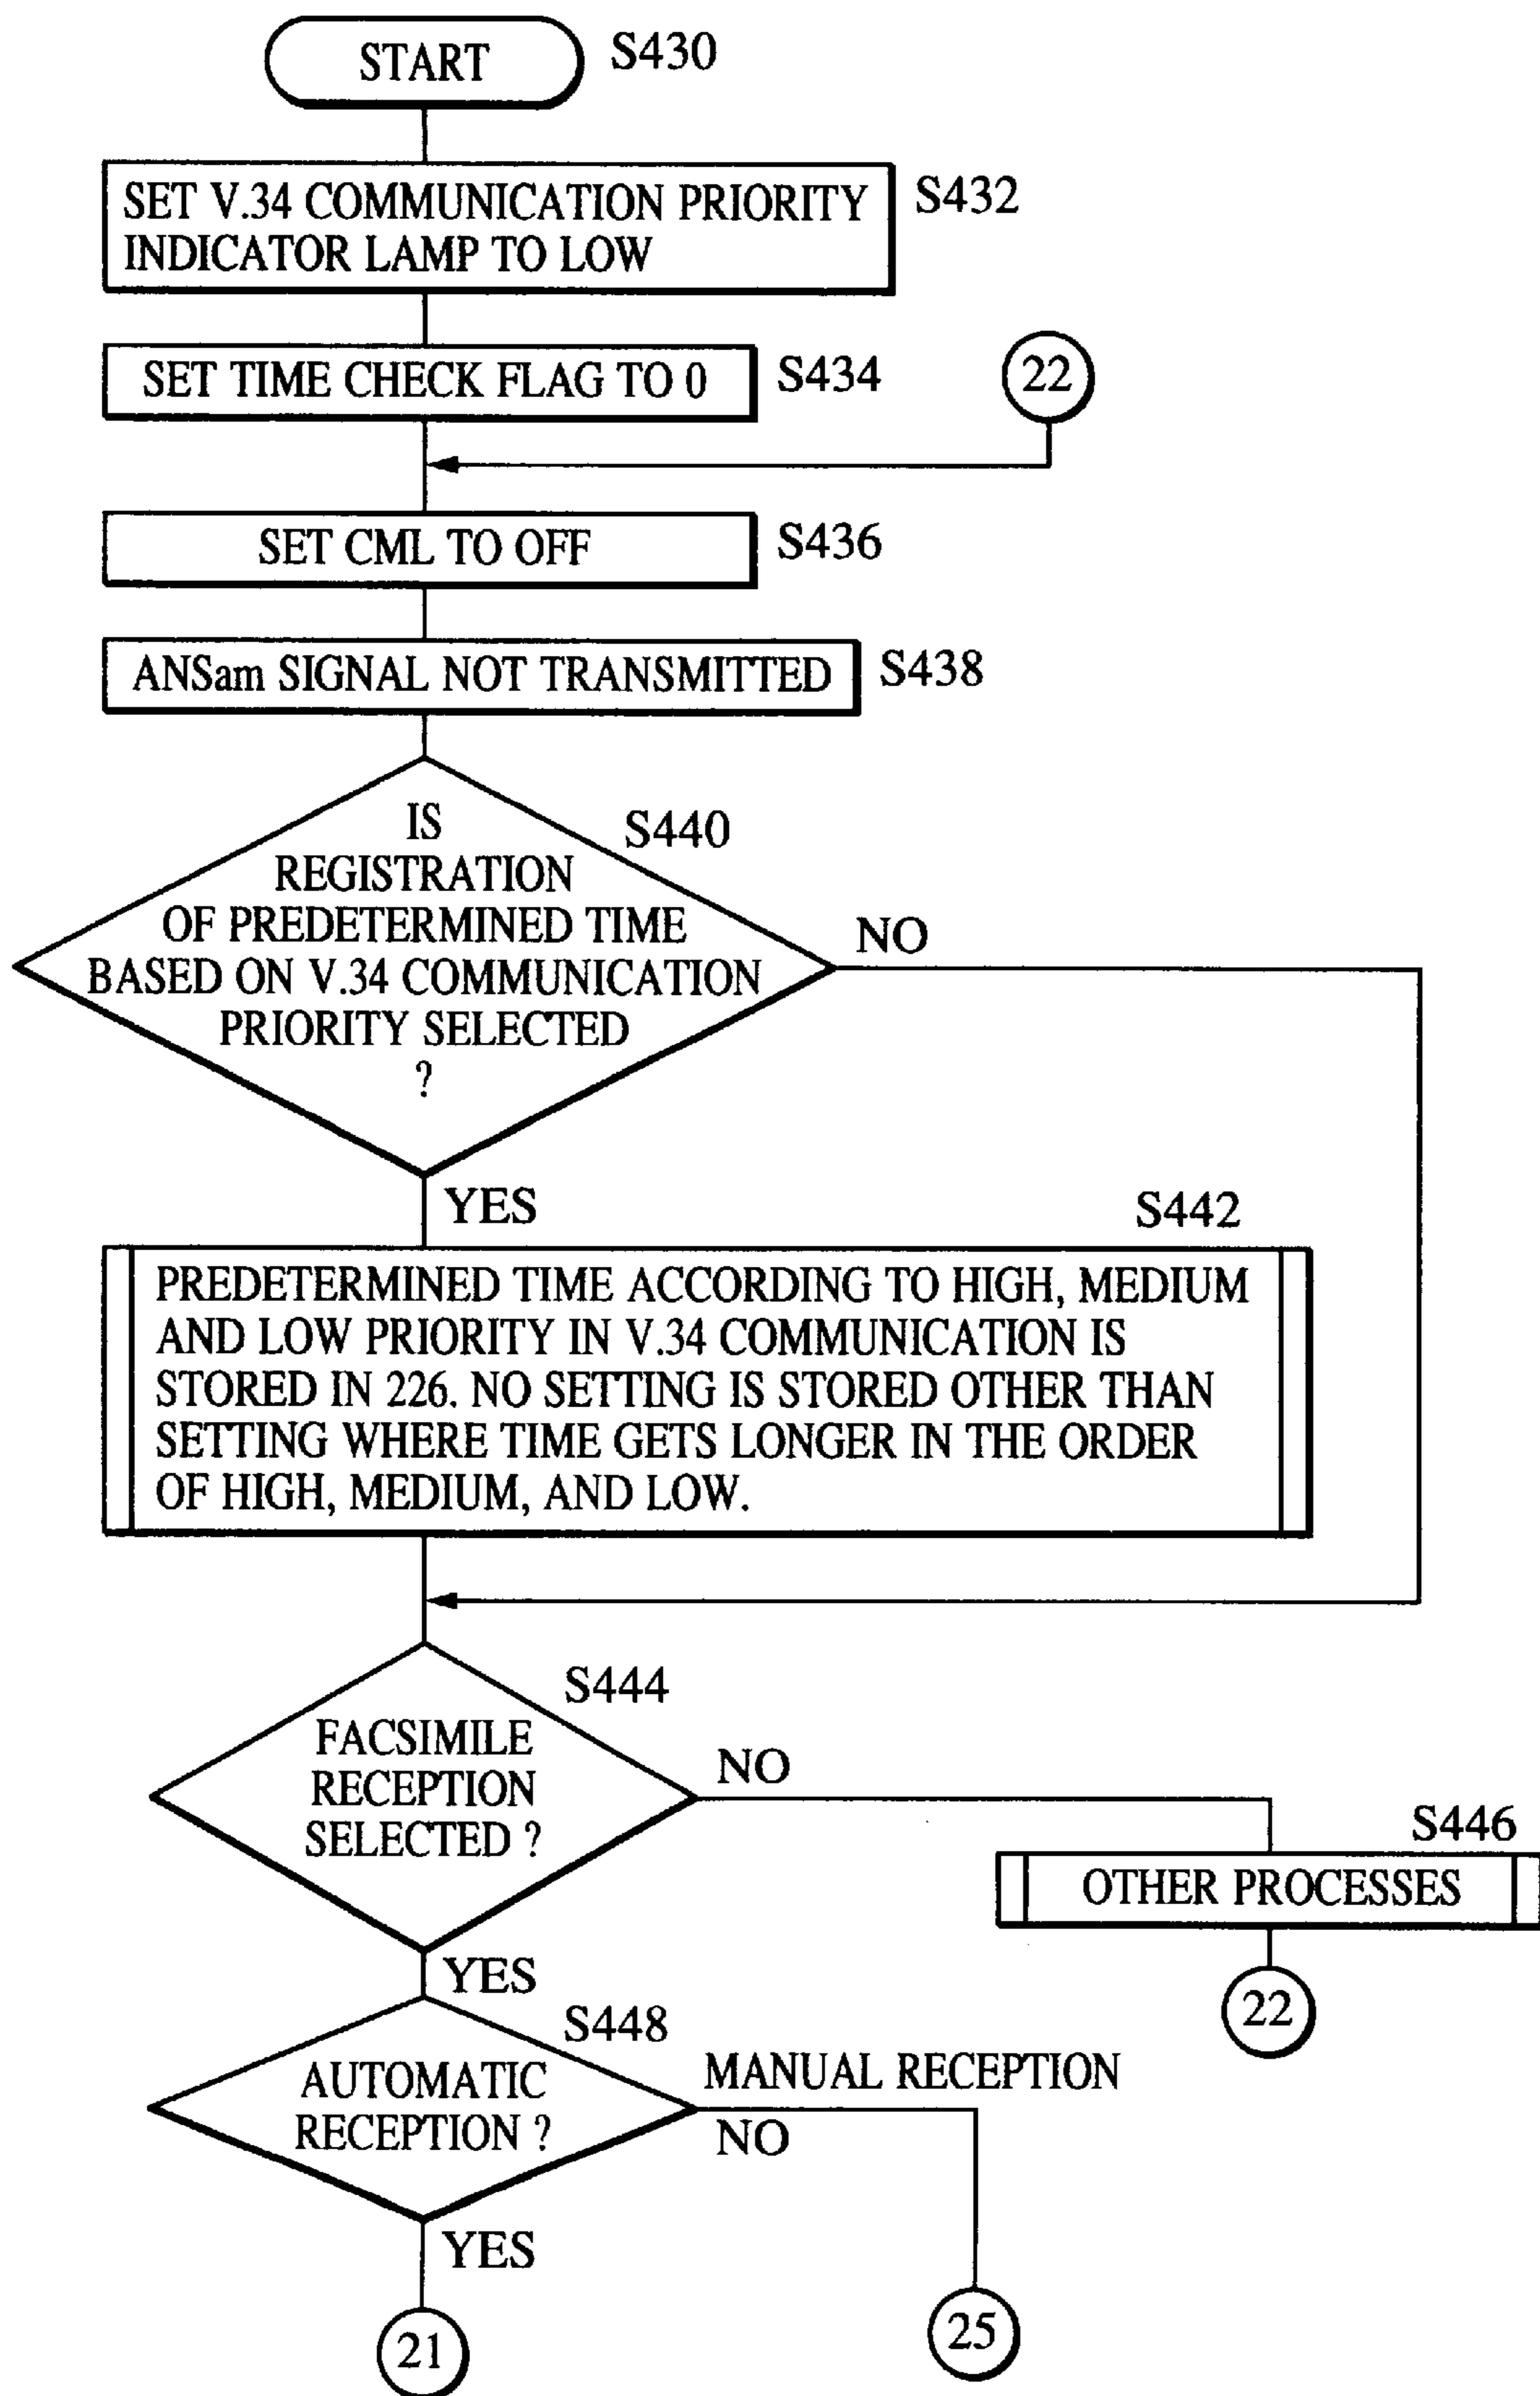 START
S430
SET V.34 COMMUNICATION PRIORITY
INDICATOR LAMP TO LOW
S432
SET TIME CHECK FLAG TO 0
S434
22
SET CML TO OFF
S436
ANSam SIGNAL NOT TRANSMITTED
S438
IS
REGISTRATION
OF PREDETERMINED TIME
BASED ON V.34 COMMUNICATION
PRIORITY SELECTED
?
S440
NO
YES
S442
PREDETERMINED TIME ACCORDING TO HIGH, MEDIUM
AND LOW PRIORITY IN V.34 COMMUNICATION IS
STORED IN 226. NO SETTING IS STORED OTHER THAN
SETTING WHERE TIME GETS LONGER IN THE ORDER
OF HIGH, MEDIUM, AND LOW.
S444
FACSIMILE
RECEPTION
SELECTED ?
NO
S446
OTHER PROCESSES
22
YES
S448
AUTOMATIC
RECEPTION ?
MANUAL RECEPTION
NO
YES
21
25